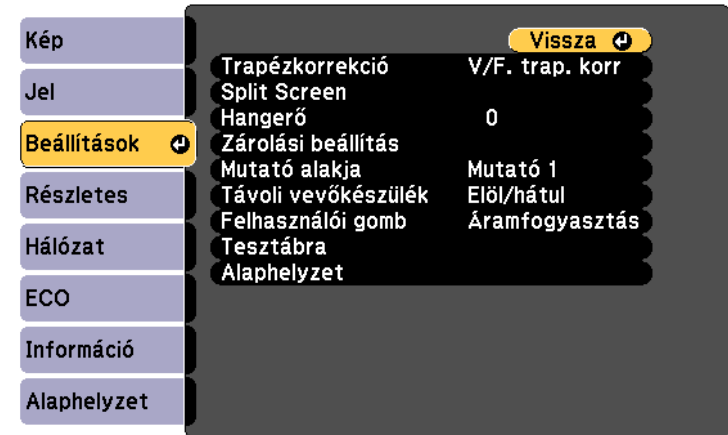 Kép
Jel
Beállítások
Részletes
Hálózat
ECO
Információ
Alaphelyzet
Vissza
Trapézkorrekció V/F. trap. korr
Split Screen
Hangerő 0
Zárolási beállítás
Mutató alakja Mutató 1
Távoli vevőkészülék Elöl/hátul
Felhasználói gomb Áramfogyasztás
Tesztábra
Alaphelyzet